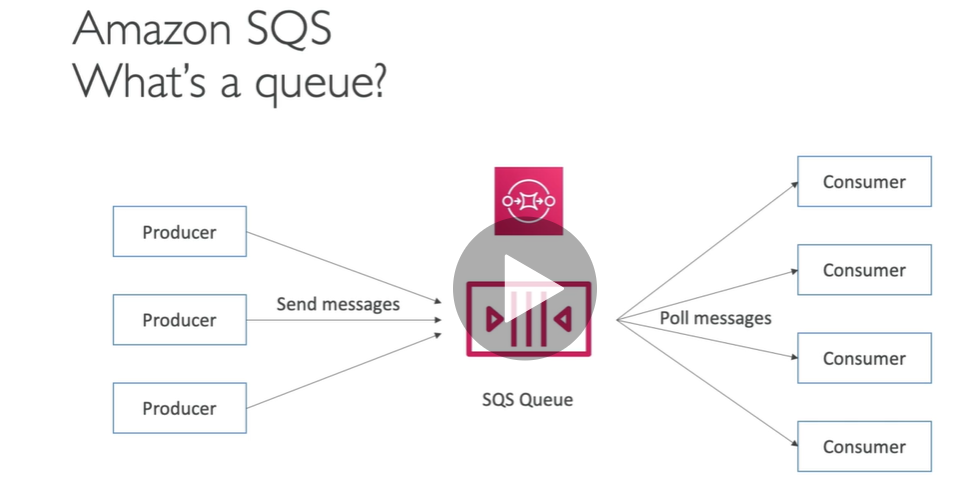 Amazon SQS
What's a queue?
Producer
Producer
Producer
Send messages
SQS Queue
Poll messages
Consumer
Consumer
Consumer
Consumer